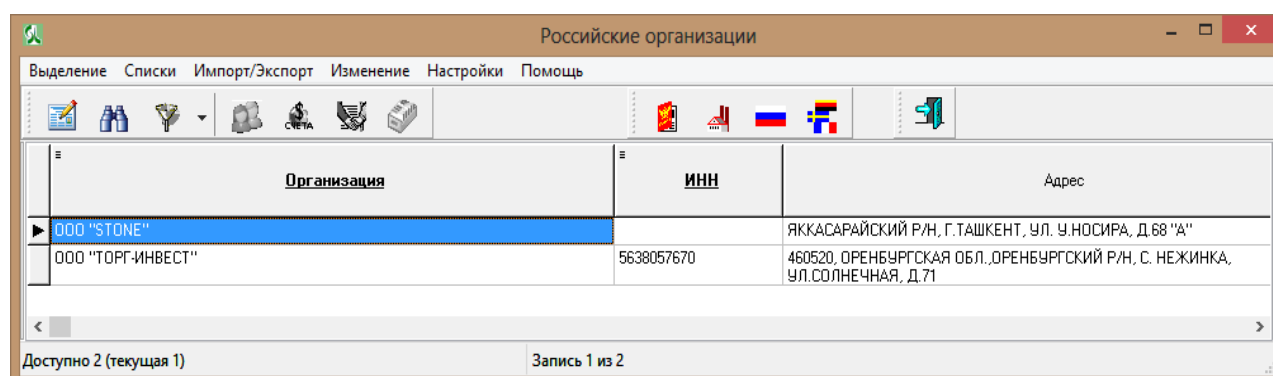 Российские организации
Выделение Списки Импорт/Экспорт Изменение Настройки Помощь
СЧЕТА
Организация ИНН Адрес
ООО "STONE" ЯККАСАРАЙСКИЙ Р/Н, Г.ТАШКЕНТ, УЛ. У.НОСИРА, Д.68 "А"
ООО "ТОРГ-ИНВЕСТ" 5638057670 460520, ОРЕНБУРГСКАЯ ОБЛ.,ОРЕНБУРГСКИЙ Р/Н, С. НЕЖИНКА,
УЛ.СОЛНЕЧНАЯ, Д.71
Доступно 2 (текущая 1) Запись 1 из 2